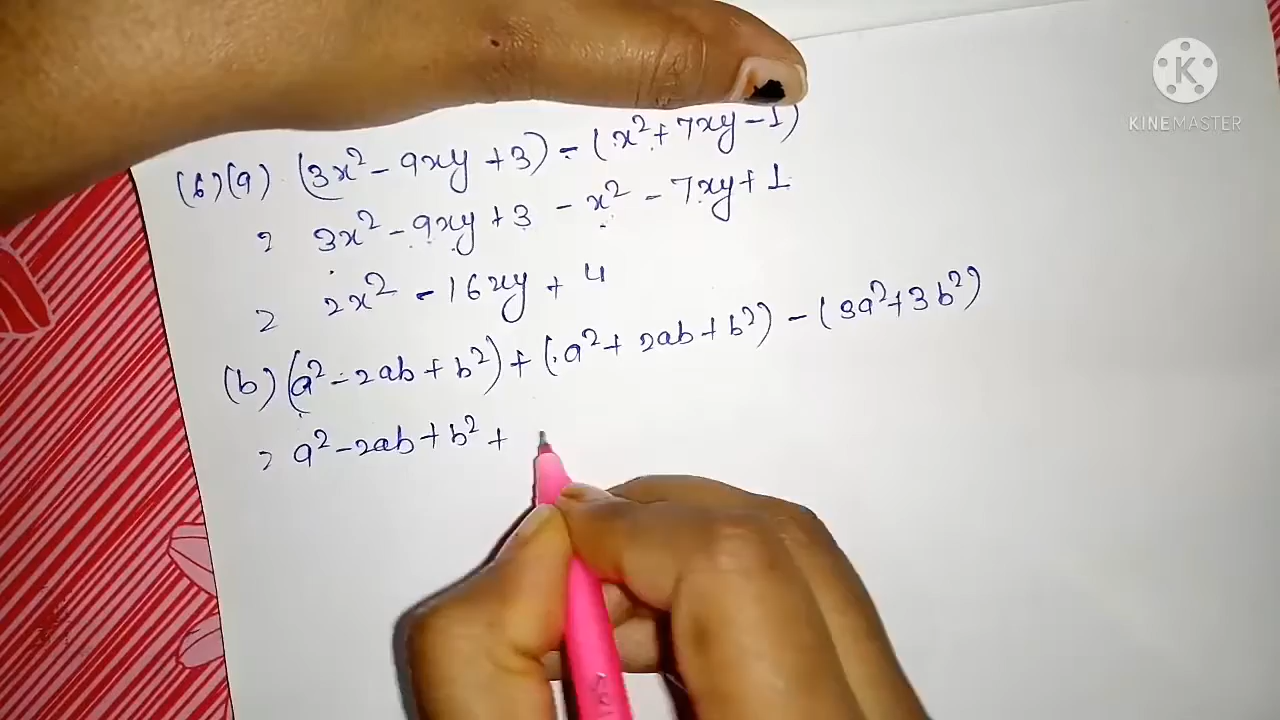 (6)(a) (3x² - 9xy + 3) - (x² + 7xy - 1)
= 3x² - 9xy + 3 - x² - 7xy + 1
= 2x² - 16xy + 4
(b) (a² - 2ab + b²) + (a² + 2ab + b²) - (3a² + 3b²)
= a² - 2ab + b² +
K
KINEMASTER